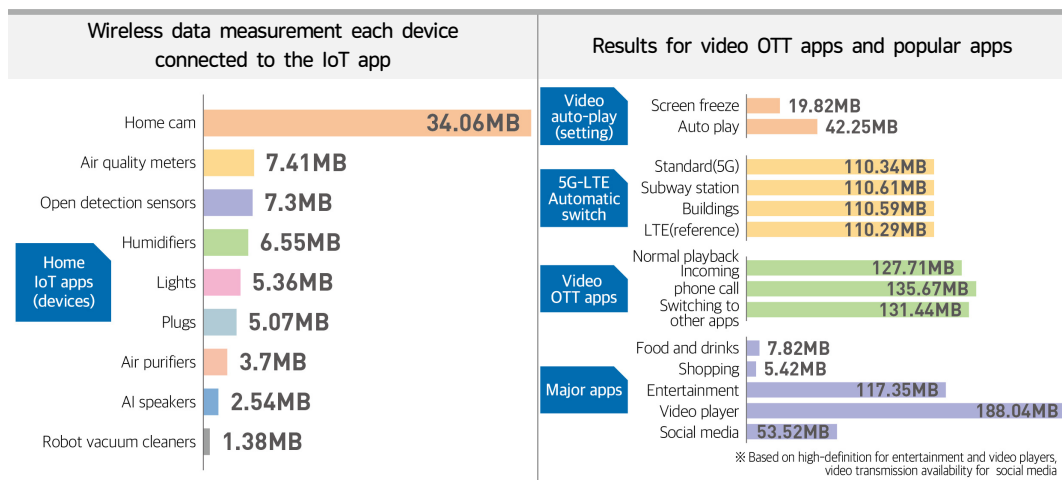 Wireless data measurement each device
connected to the IoT app
Home
IoT apps
(devices)
Home cam
34.06MB
Air quality meters
7.41MB
Open detection sensors
7.3MB
Humidifiers
6.55MB
Lights
5.36MB
Plugs
5.07MB
Air purifiers
3.7MB
AI speakers
2.54MB
Robot vacuum cleaners
1.38MB
Results for video OTT apps and popular apps
Video
auto-play
(setting)
Screen freeze
19.82MB
Auto play
42.25MB
5G-LTE
Automatic
switch
Standard(5G)
110.34MB
Subway station
110.61MB
Buildings
110.59MB
LTE(reference)
110.29MB
Video
OTT apps
Normal playback
127.71MB
Incoming
phone call
135.67MB
Switching to
other apps
131.44MB
Major apps
Food and drinks
7.82MB
Shopping
5.42MB
Entertainment
117.35MB
Video player
188.04MB
Social media
53.52MB
※ Based on high-definition for entertainment and video players,
video transmission availability for social media